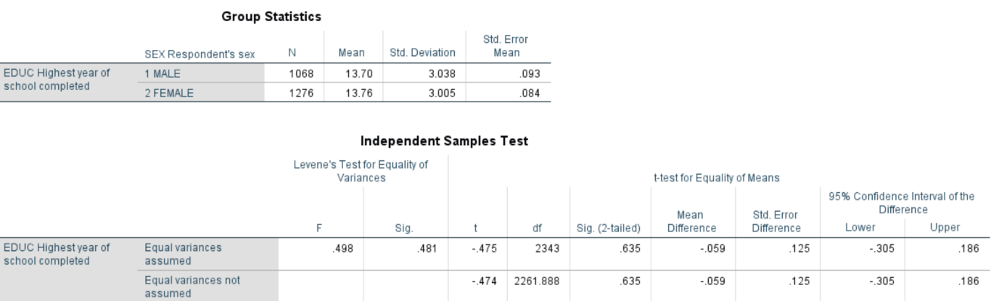 Group Statistics
SEX Respondent's sex N Mean Std. Deviation Std. Error Mean
EDUC Highest year of school completed 1 MALE 1068 13.70 3.038 .093
2 FEMALE 1276 13.76 3.005 .084
Independent Samples Test
Levene's Test for Equality of Variances t-test for Equality of Means
95% Confidence Interval of the Difference
F Sig. t df Sig. (2-tailed) Mean Difference Std. Error Difference Lower Upper
EDUC Highest year of school completed Equal variances assumed .498 .481 -.475 2343 .635 -.059 .125 -.305 .186
Equal variances not assumed -.474 2261.888 .635 -.059 .125 -.305 .186